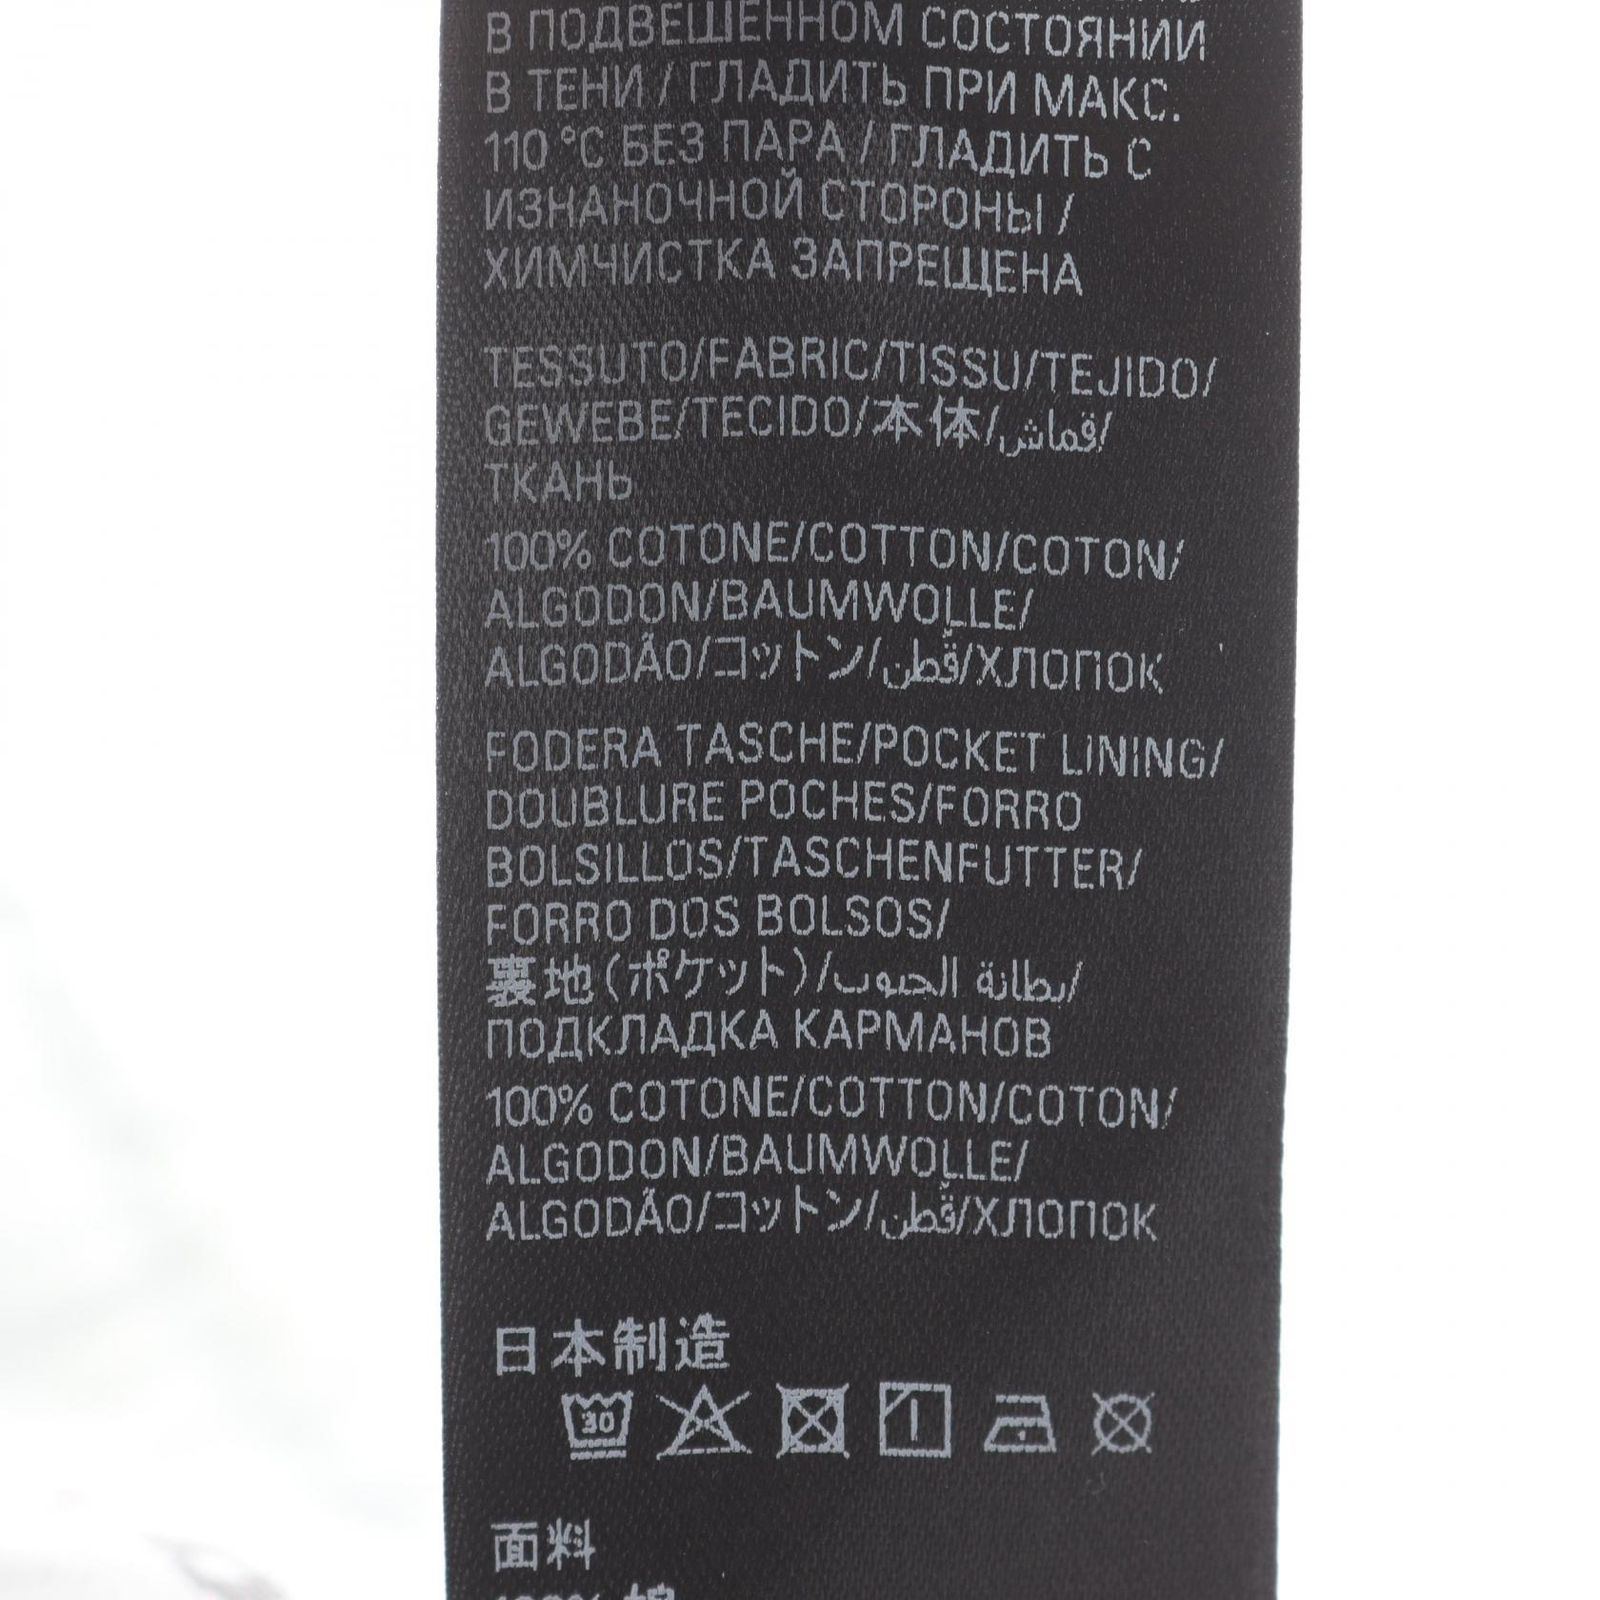 В ПОДВЕШЕННОМ СОСТОЯНИИ
В ТЕНИ / ГЛАДИТЬ ПРИ МАКС.
110 °C БЕЗ ПАРА / ГЛАДИТЬ С
ИЗНАНОЧНОЙ СТОРОНЫ /
ХИМЧИСТКА ЗАПРЕЩЕНА
TESSUTO/FABRIC/TISSU/TEJIDO/
GEWEBE/TECIDO/本体/قماش/
ТКАНЬ
100% COTONE/COTTON/COTON/
ALGODON/BAUMWOLLE/
ALGODÃO/コットン/قُطن/ХЛОПОК
FODERA TASCHE/POCKET LINING/
DOUBLURE POCHES/FORRO
BOLSILLOS/TASCHENFUTTER/
FORRO DOS BOLSOS/
裏地(ポケット)/بطانة الجيوب/
ПОДКЛАДКА КАРМАНОВ
100% COTONE/COTTON/COTON/
ALGODON/BAUMWOLLE/
ALGODÃO/コットン/قُطن/ХЛОПОК
日本制造
30
面料
100% 棉